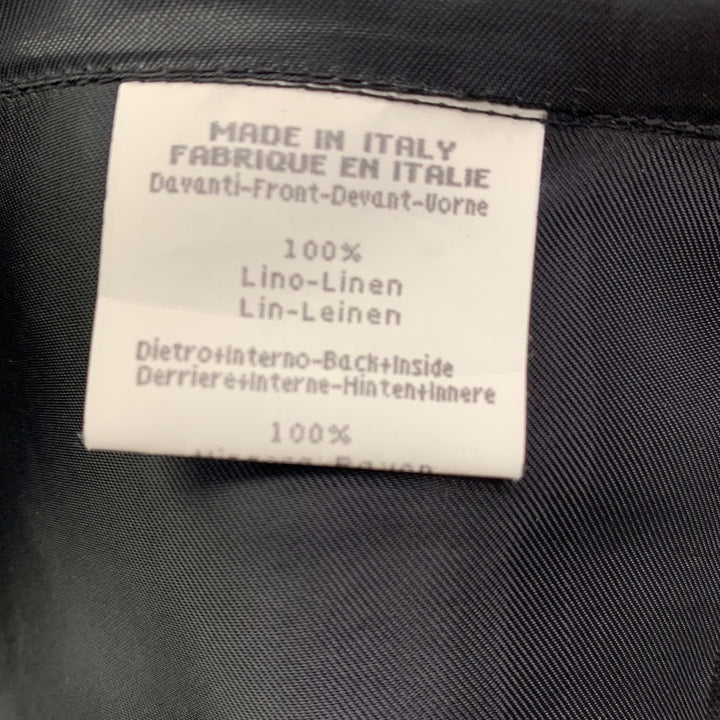 MADE IN ITALY
FABRIQUE EN ITALIE
Davanti-Front-Devant-Vorne
100%
Lino-Linen
Lin-Leinen
Dietro+Interno-Back+Inside
Derriere+Interne-Hinten+Innere
100%